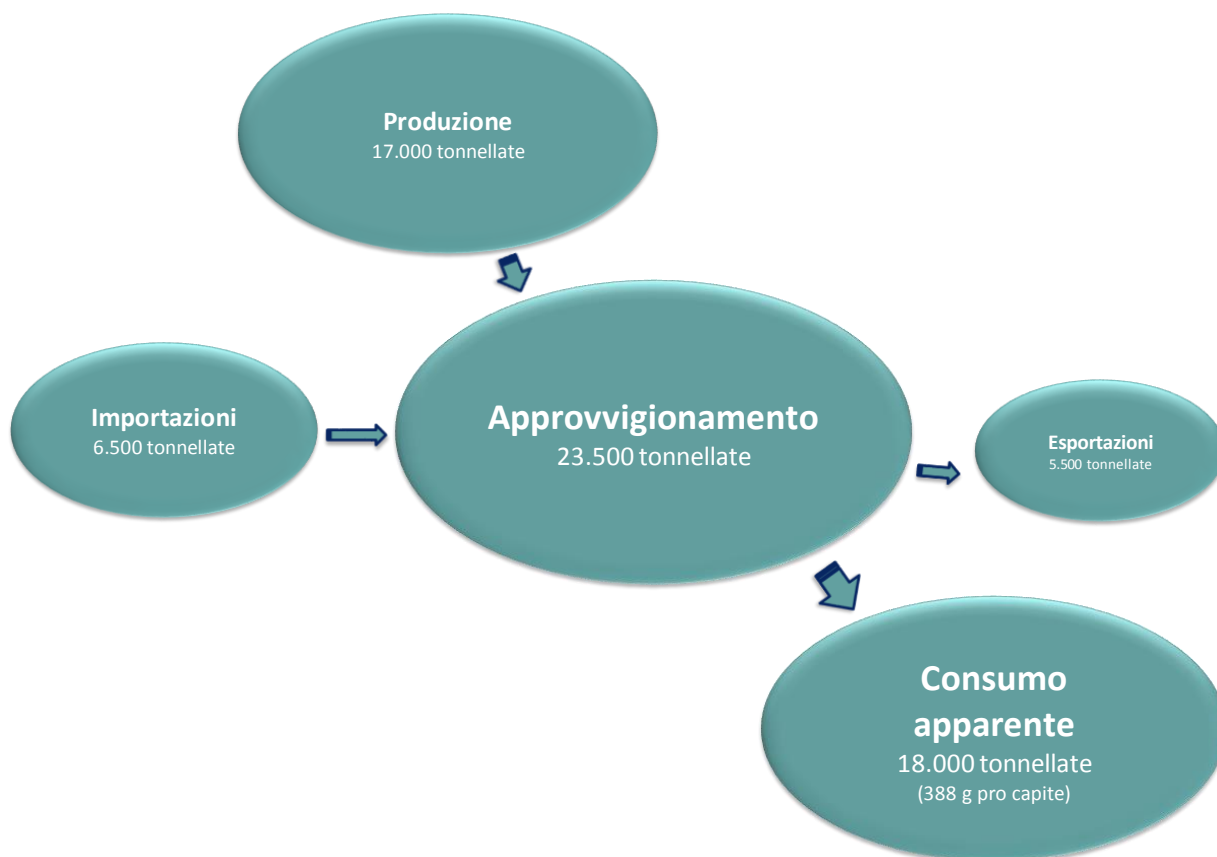 Produzione
17.000 tonnellate
Importazioni
6.500 tonnellate
Approvvigionamento
23.500 tonnellate
Esportazioni
5.500 tonnellate
Consumo
apparente
18.000 tonnellate
(388 g pro capite)